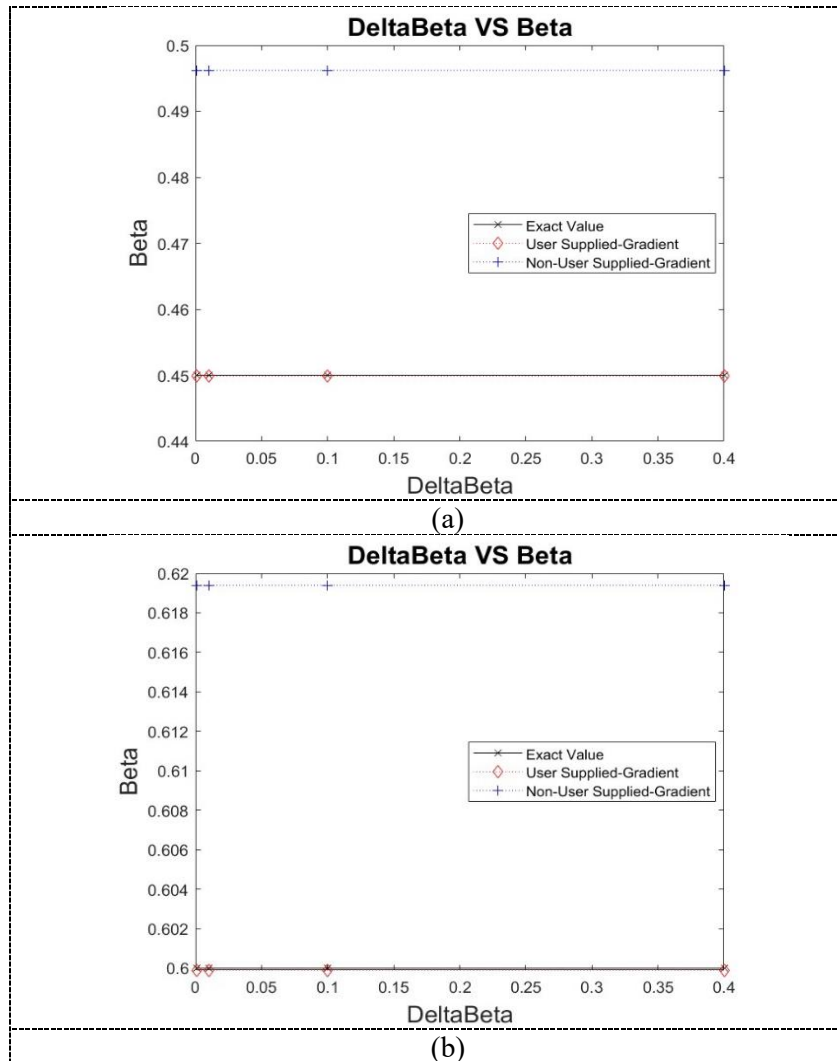 DeltaBeta VS Beta
0.5
0.49
0.48
0.47
0.46
0.45
0.44
Beta
Exact Value
User Supplied-Gradient
Non-User Supplied-Gradient
0 0.05 0.1 0.15 0.2 0.25 0.3 0.35 0.4
DeltaBeta
(a)
DeltaBeta VS Beta
0.62
0.618
0.616
0.614
0.612
0.61
0.608
0.606
0.604
0.602
0.6
Beta
Exact Value
User Supplied-Gradient
Non-User Supplied-Gradient
0 0.05 0.1 0.15 0.2 0.25 0.3 0.35 0.4
DeltaBeta
(b)